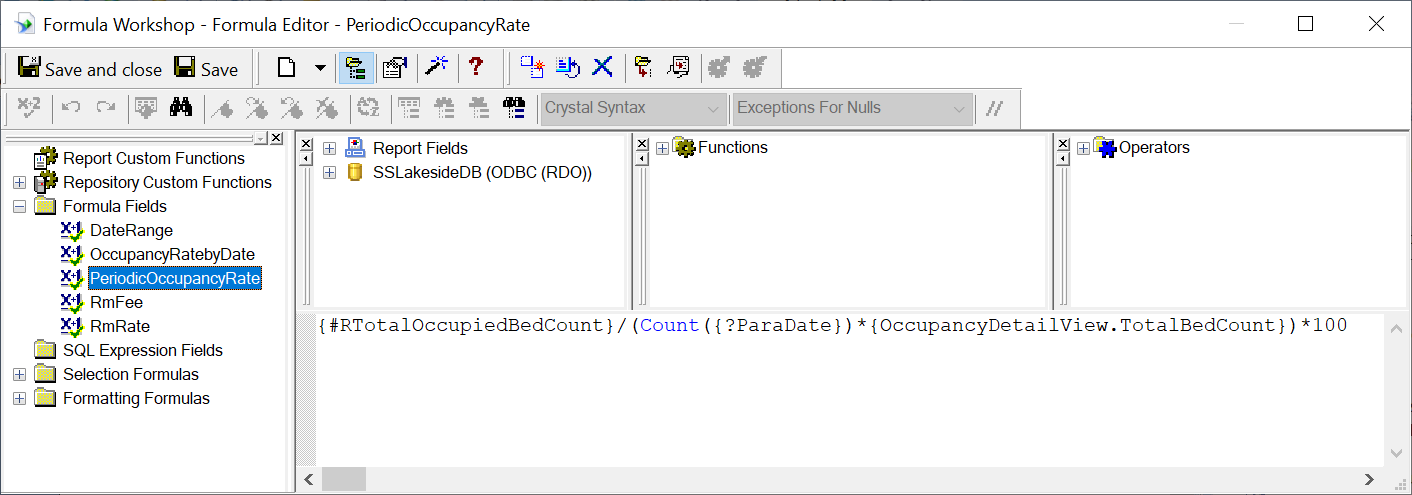 Formula Workshop - Formula Editor - PeriodicOccupancyRate
Save and close Save
Crystal Syntax Exceptions For Nulls //
Report Custom Functions
Repository Custom Functions
Formula Fields
DateRange
OccupancyRatebyDate
PeriodicOccupancyRate
RmFee
RmRate
SQL Expression Fields
Selection Formulas
Formatting Formulas
Report Fields
SSLakesideDB (ODBC (RDO))
Functions
Operators
{#RTotalOccupiedBedCount}/(Count({?ParaDate})*{OccupancyDetailView.TotalBedCount})*100